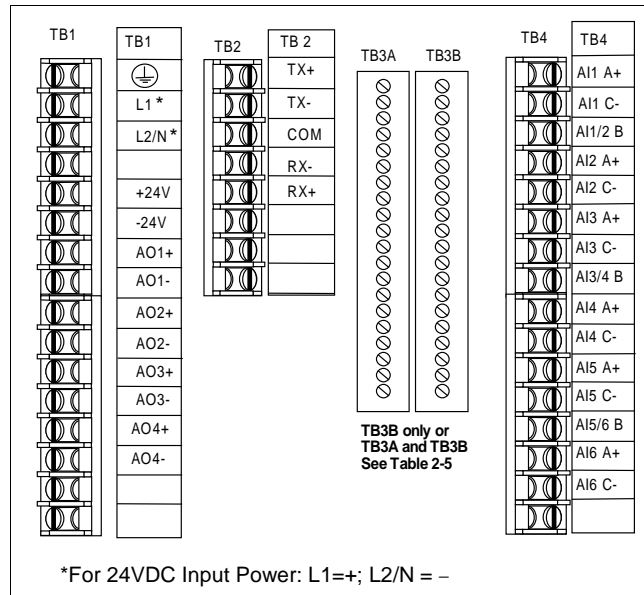 TB1
TB1
L1*
L2/N*
+24V
-24V
AO1+
AO1-
AO2+
AO2-
AO3+
AO3-
AO4+
AO4-
TB2
TB 2
TX+
TX-
COM
RX-
RX+
TB3A
TB3B
TB3B only or
TB3A and TB3B
See Table 2-5
TB4
TB4
AI1 A+
AI1 C-
AI1/2 B
AI2 A+
AI2 C-
AI3 A+
AI3 C-
AI3/4 B
AI4 A+
AI4 C-
AI5 A+
AI5 C-
AI5/6 B
AI6 A+
AI6 C-
*For 24VDC Input Power: L1=+; L2/N = –